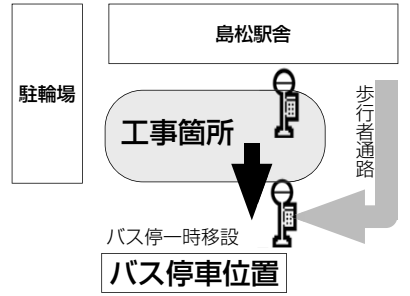 島松駅舎
駐輪場
工事箇所
歩行者通路
バス停一時移設
バス停車位置